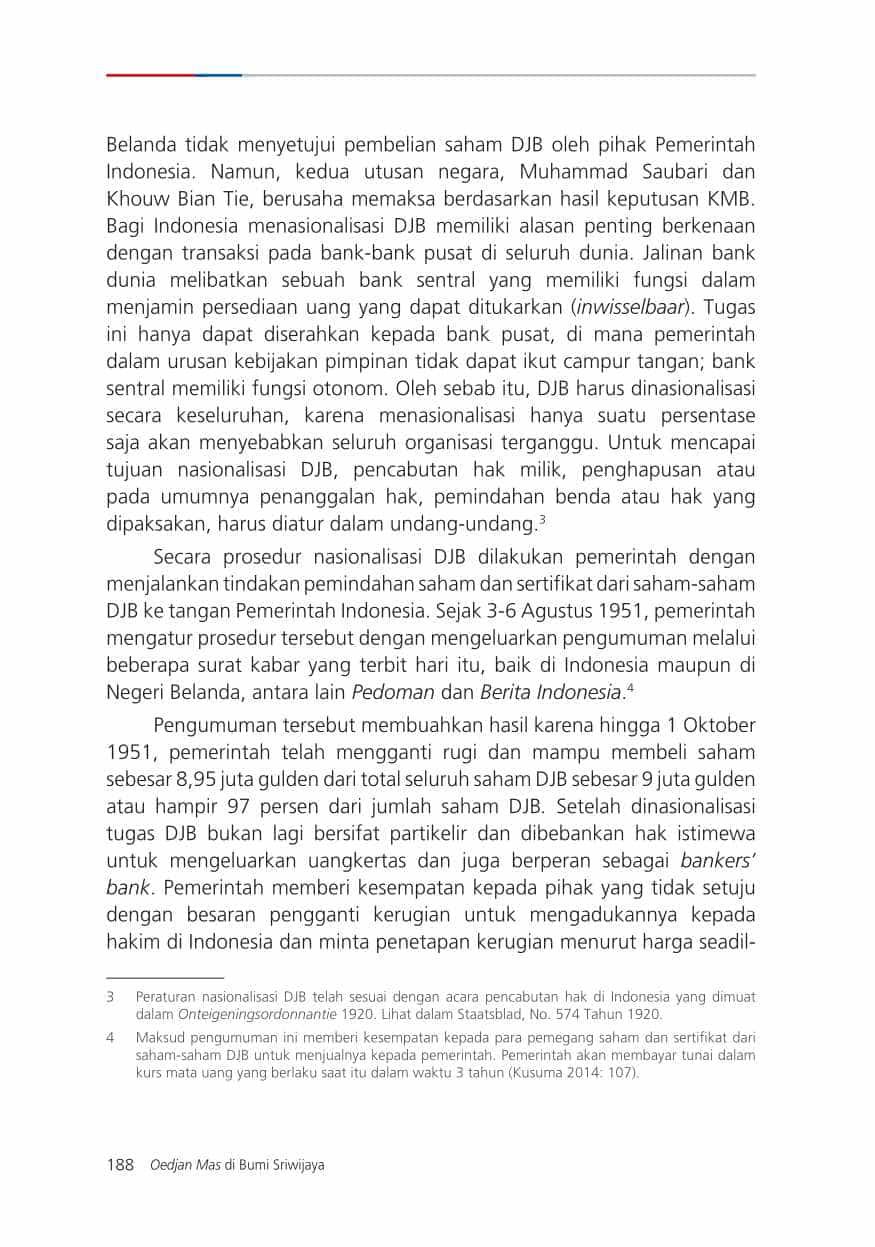 Belanda tidak menyetujui pembelian saham DJB oleh pihak Pemerintah
Indonesia. Namun, kedua utusan negara, Muhammad Saubari dan
Khouw Bian Tie, berusaha memaksa berdasarkan hasil keputusan KMB.
Bagi Indonesia menasionalisasi DJB memiliki alasan penting berkenaan
dengan transaksi pada bank-bank pusat di seluruh dunia. Jalinan bank
dunia melibatkan sebuah bank sentral yang memiliki fungsi dalam
menjamin persediaan uang yang dapat ditukarkan (inwisselbaar). Tugas
ini hanya dapat diserahkan kepada bank pusat, di mana pemerintah
dalam urusan kebijakan pimpinan tidak dapat ikut campur tangan; bank
sentral memiliki fungsi otonom. Oleh sebab itu, DJB harus dinasionalisasi
secara keseluruhan, karena menasionalisasi hanya suatu persentase
saja akan menyebabkan seluruh organisasi terganggu. Untuk mencapai
tujuan nasionalisasi DJB, pencabutan hak milik, penghapusan atau
pada umumnya penanggalan hak, pemindahan benda atau hak yang
dipaksakan, harus diatur dalam undang-undang.3
Secara prosedur nasionalisasi DJB dilakukan pemerintah dengan
menjalankan tindakan pemindahan saham dan sertifikat dari saham-saham
DJB ke tangan Pemerintah Indonesia. Sejak 3-6 Agustus 1951, pemerintah
mengatur prosedur tersebut dengan mengeluarkan pengumuman melalui
beberapa surat kabar yang terbit hari itu, baik di Indonesia maupun di
Negeri Belanda, antara lain Pedoman dan Berita Indonesia.4
Pengumuman tersebut membuahkan hasil karena hingga 1 Oktober
1951, pemerintah telah mengganti rugi dan mampu membeli saham
sebesar 8,95 juta gulden dari total seluruh saham DJB sebesar 9 juta gulden
atau hampir 97 persen dari jumlah saham DJB. Setelah dinasionalisasi
tugas DJB bukan lagi bersifat partikelir dan dibebankan hak istimewa
untuk mengeluarkan uangkertas dan juga berperan sebagai bankers’
bank. Pemerintah memberi kesempatan kepada pihak yang tidak setuju
dengan besaran pengganti kerugian untuk mengadukannya kepada
hakim di Indonesia dan minta penetapan kerugian menurut harga seadil-
3 Peraturan nasionalisasi DJB telah sesuai dengan acara pencabutan hak di Indonesia yang dimuat
dalam Onteigeningsordonnantie 1920. Lihat dalam Staatsblad, No. 574 Tahun 1920.
4 Maksud pengumuman ini memberi kesempatan kepada para pemegang saham dan sertifikat dari
saham-saham DJB untuk menjualnya kepada pemerintah. Pemerintah akan membayar tunai dalam
kurs mata uang yang berlaku saat itu dalam waktu 3 tahun (Kusuma 2014: 107).
188 Oedjan Mas di Bumi Sriwijaya